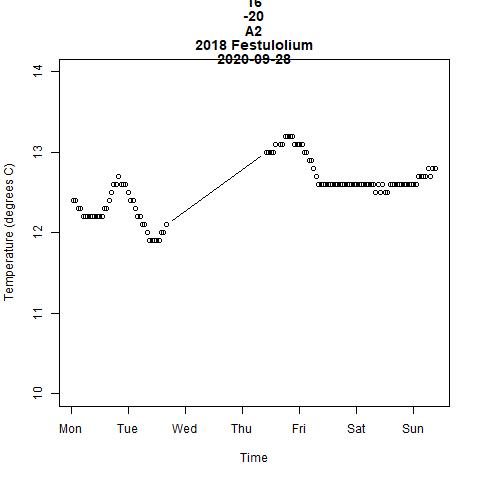 16
-20
A2
2018 Festulolium
2020-09-28
14
13
12
11
10
Temperature (degrees C)
Mon Tue Wed Thu Fri Sat Sun
Time